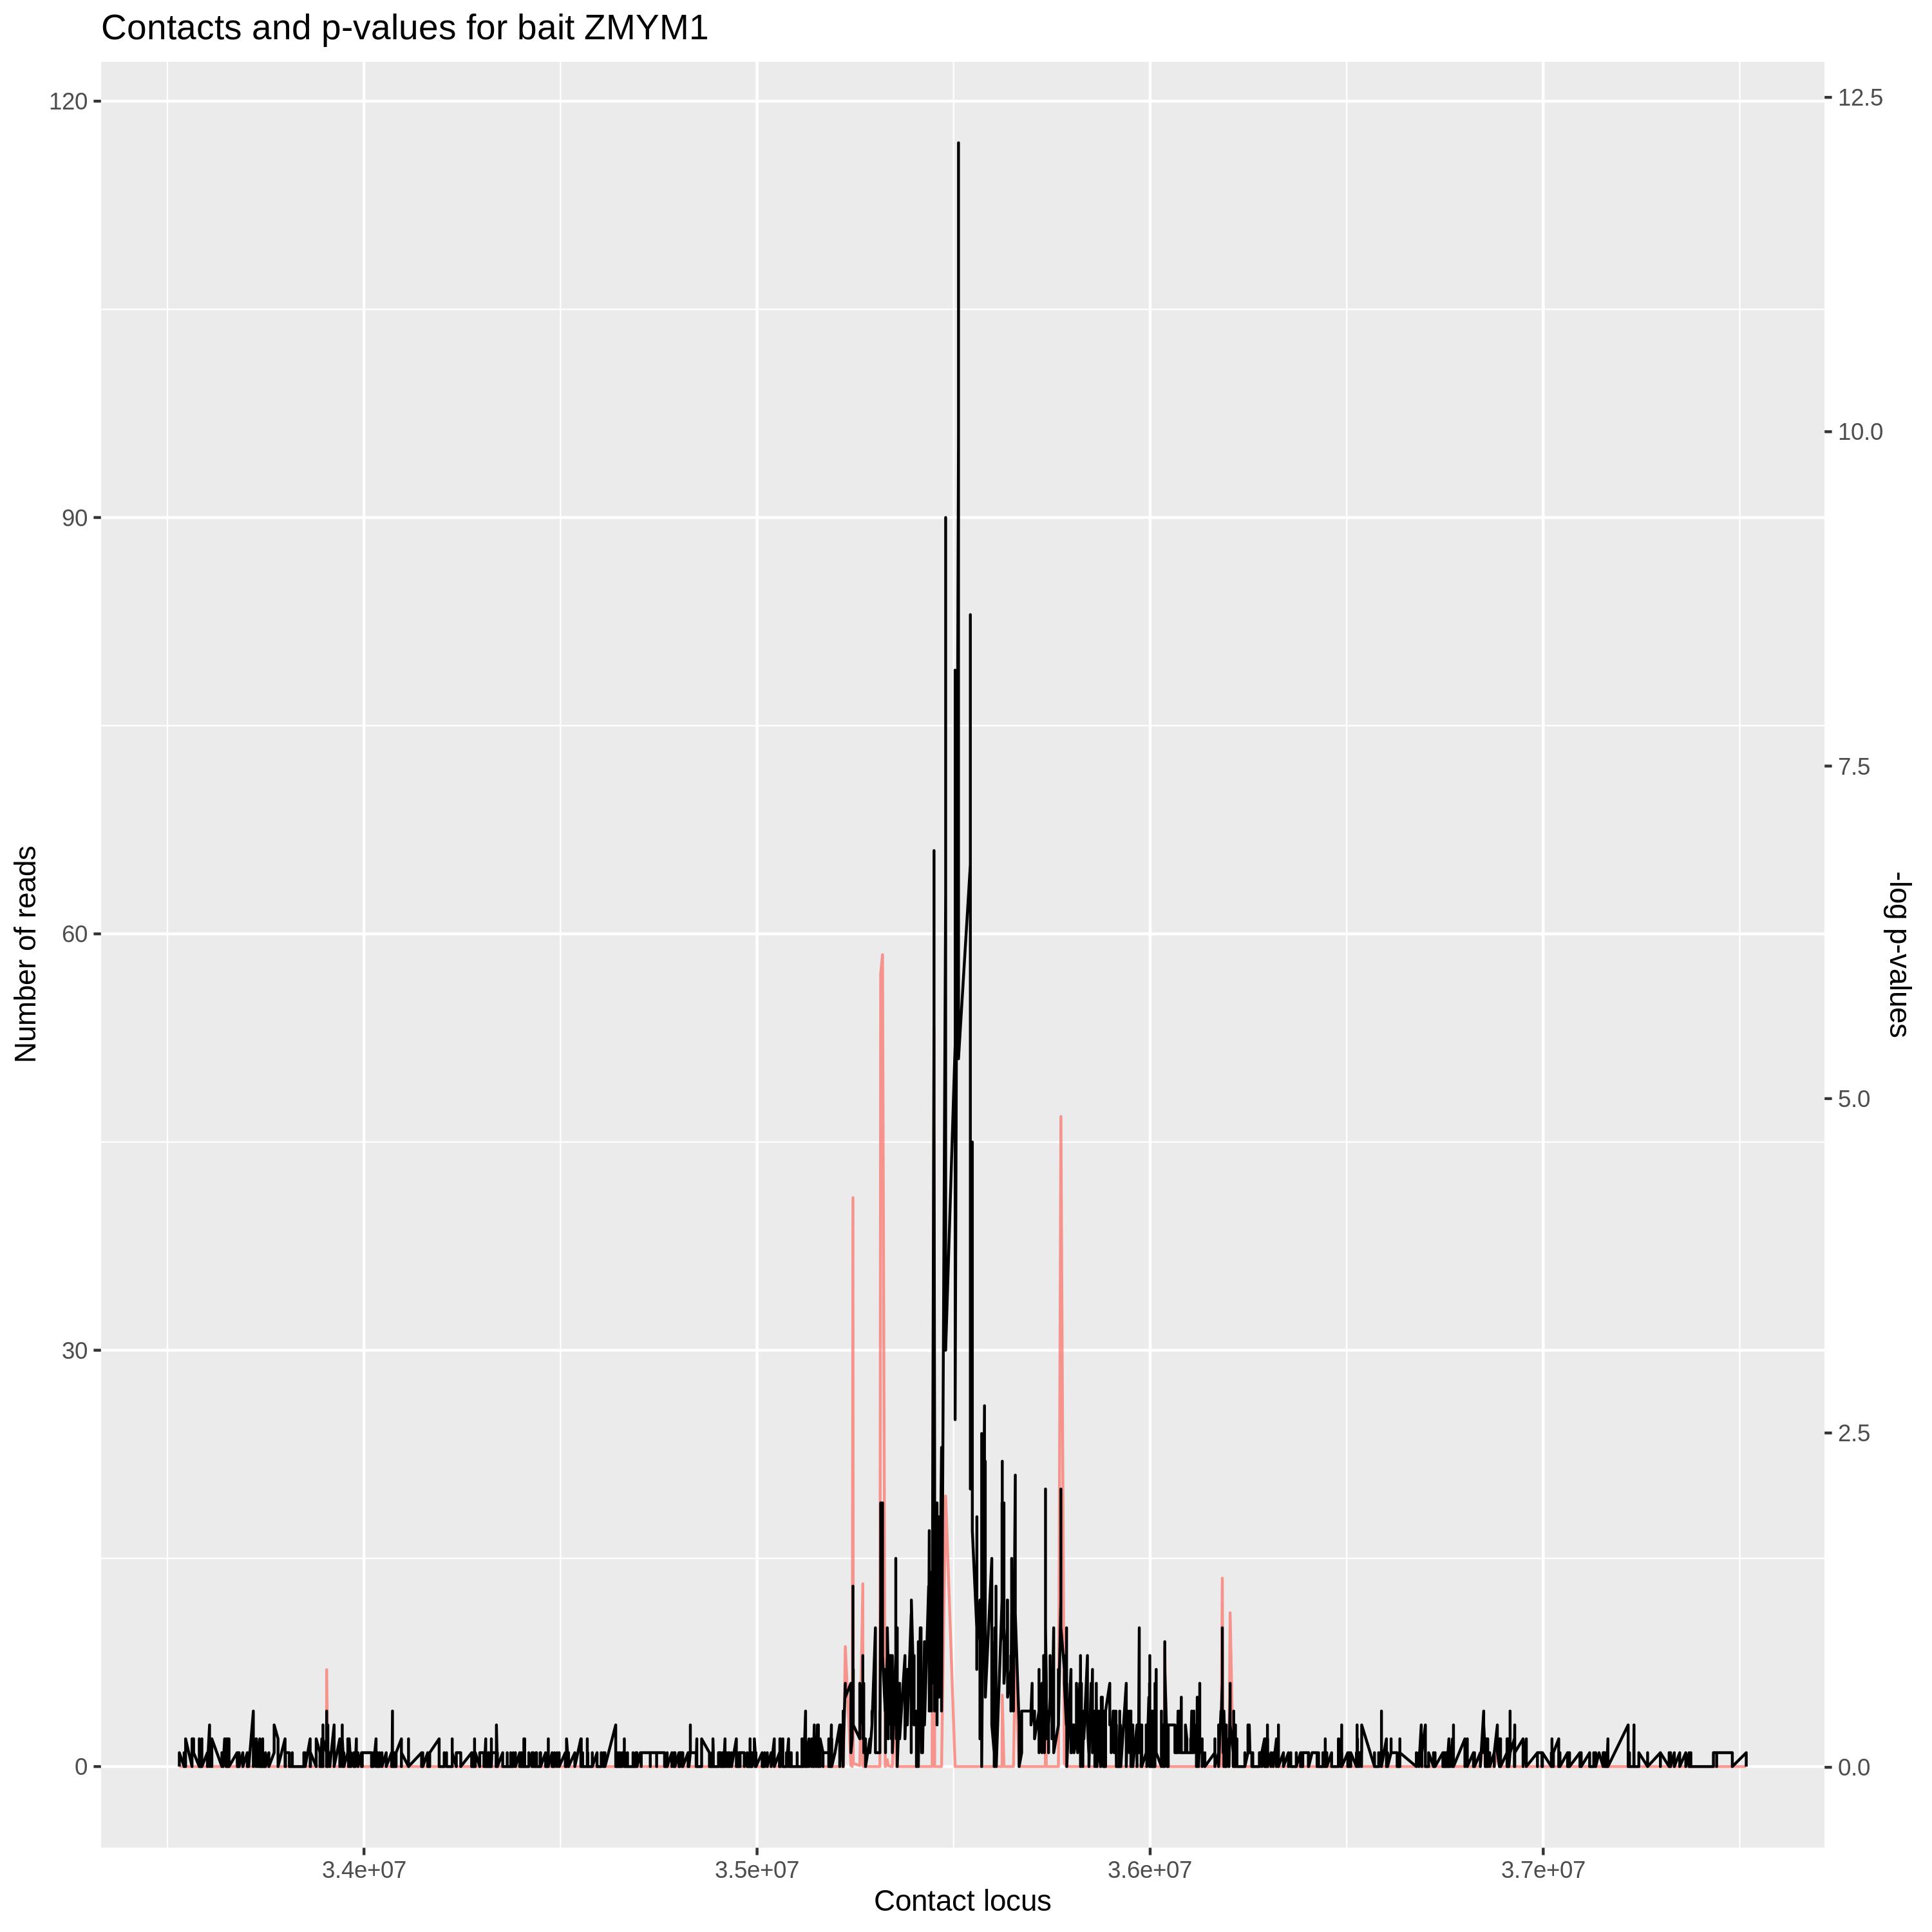 Contacts and p-values for bait ZMYM1
Number of reads
120
90
60
30
0
12.5
10.0
7.5
5.0
2.5
0.0
-log p-values
3.4e+07
3.5e+07
3.6e+07
3.7e+07
Contact locus